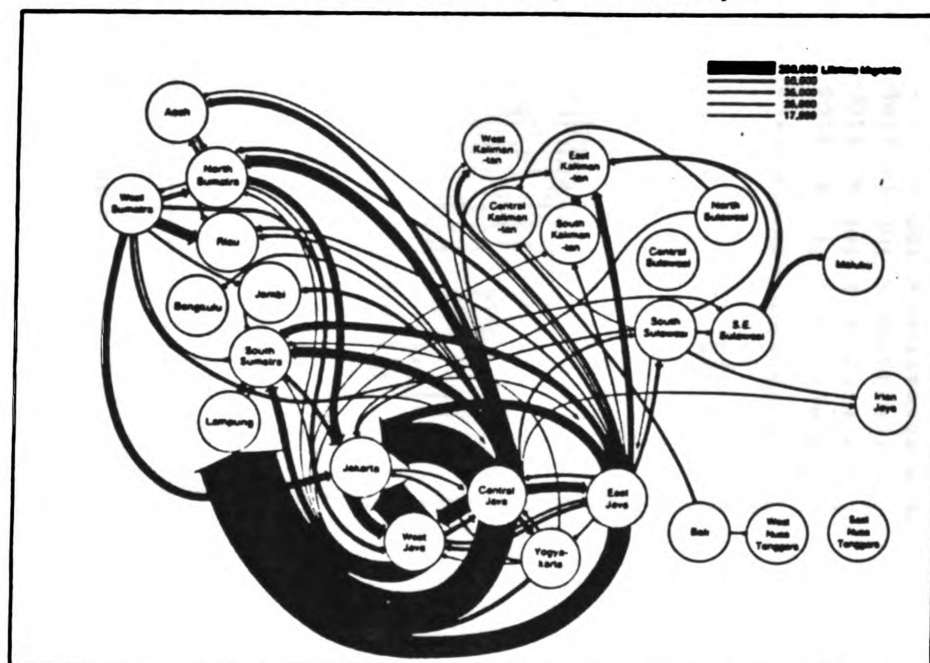 Lifetime Migrants
17,000
Aceh
North
Sumatra
West
Sumatra
Riau
Bengkulu
Jambi
South
Sumatra
Lampung
Jakarta
West
Java
Central
Java
Yogya-
karta
East
Java
West
Kaliman
-tan
East
Kaliman
-tan
Central
Kaliman
-tan
South
Kaliman
-tan
North
Sulawesi
Central
Sulawesi
South
Sulawesi
S.E.
Sulawesi
Maluku
Irian
Jaya
Bali
West
Nusa
Tenggara
East
Nusa
Tenggara